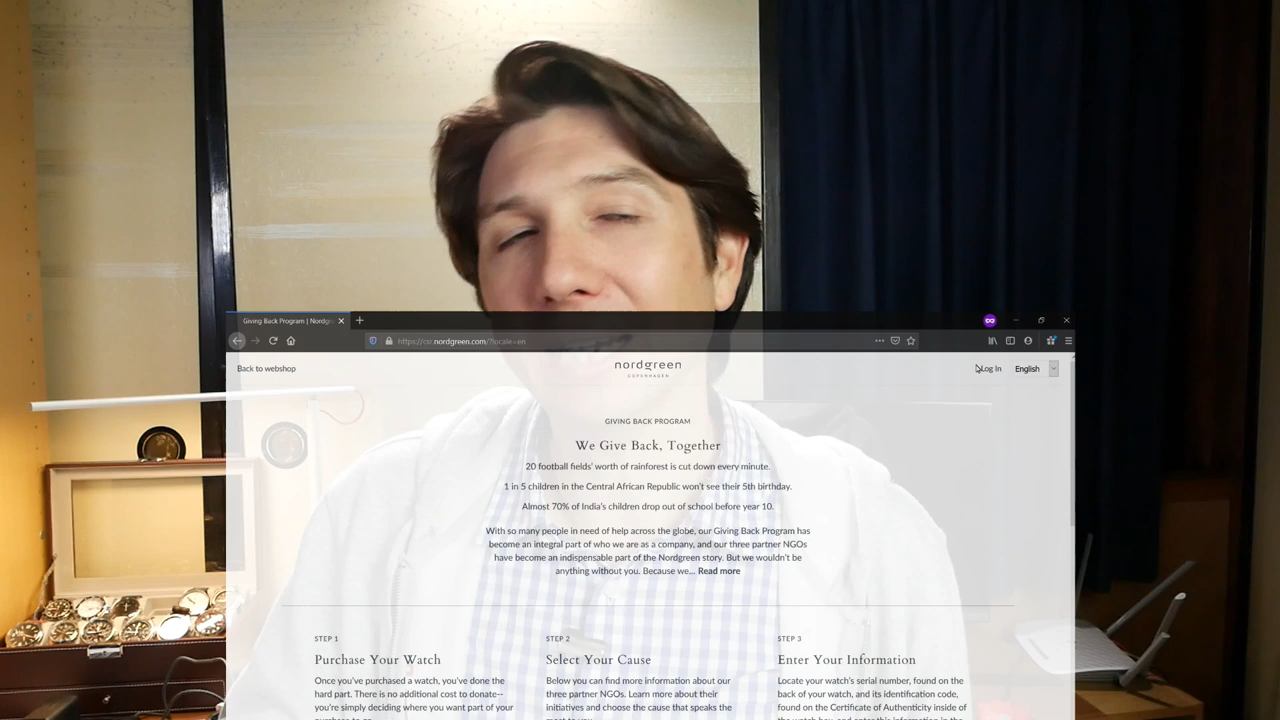 Giving Back Program | Nordgr
https://csr.nordgreen.com/?locale=en
Back to webshop
nordgreen
COPENHAGEN
Log In
English
GIVING BACK PROGRAM
We Give Back, Together
20 football fields' worth of rainforest is cut down every minute.
1 in 5 children in the Central African Republic won't see their 5th birthday.
Almost 70% of India's children drop out of school before year 10.
With so many people in need of help across the globe, our Giving Back Program has
become an integral part of who we are as a company, and our three partner NGOs
have become an indispensable part of the Nordgreen story. But we wouldn't be
anything without you. Because we... Read more
STEP 1
Purchase Your Watch
Once you've purchased a watch, you've done the
hard part. There is no additional cost to donate--
you're simply deciding where you want part of your
STEP 2
Select Your Cause
Below you can find more information about our
three partner NGOs. Learn more about their
initiatives and choose the cause that speaks the
STEP 3
Enter Your Information
Locate your watch's serial number, found on the
back of your watch, and its identification code,
found on the Certificate of Authenticity inside of